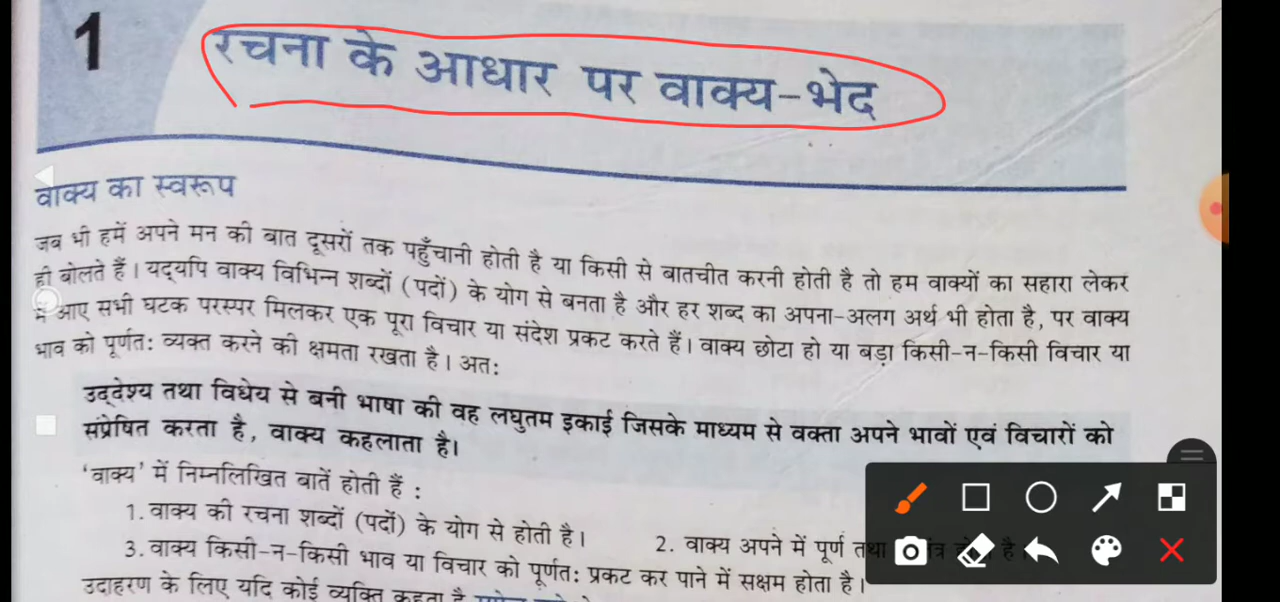 1
रचना के आधार पर वाक्य-भेद
वाक्य का स्वरूप
जब भी हमें अपने मन की बात दूसरों तक पहुँचानी होती है या किसी से बातचीत करनी होती है तो हम वाक्यों का सहारा लेकर
ही बोलते हैं। यद्यपि वाक्य विभिन्न शब्दों (पदों) के योग से बनता है और हर शब्द का अपना-अलग अर्थ भी होता है, पर वाक्य
में आए सभी घटक परस्पर मिलकर एक पूरा विचार या संदेश प्रकट करते हैं। वाक्य छोटा हो या बड़ा किसी-न-किसी विचार या
भाव को पूर्णतः व्यक्त करने की क्षमता रखता है। अतः
उद्देश्य तथा विधेय से बनी भाषा की वह लघुतम इकाई जिसके माध्यम से वक्ता अपने भावों एवं विचारों को
संप्रेषित करता है, वाक्य कहलाता है।
'वाक्य' में निम्नलिखित बातें होती हैं :
1. वाक्य की रचना शब्दों (पदों) के योग से होती है।
2. वाक्य अपने में पूर्ण तथा
3. वाक्य किसी-न-किसी भाव या विचार को पूर्णतः प्रकट कर पाने में सक्षम होता है।
उदाहरण के लिए यदि कोई व्यक्ति कहता है